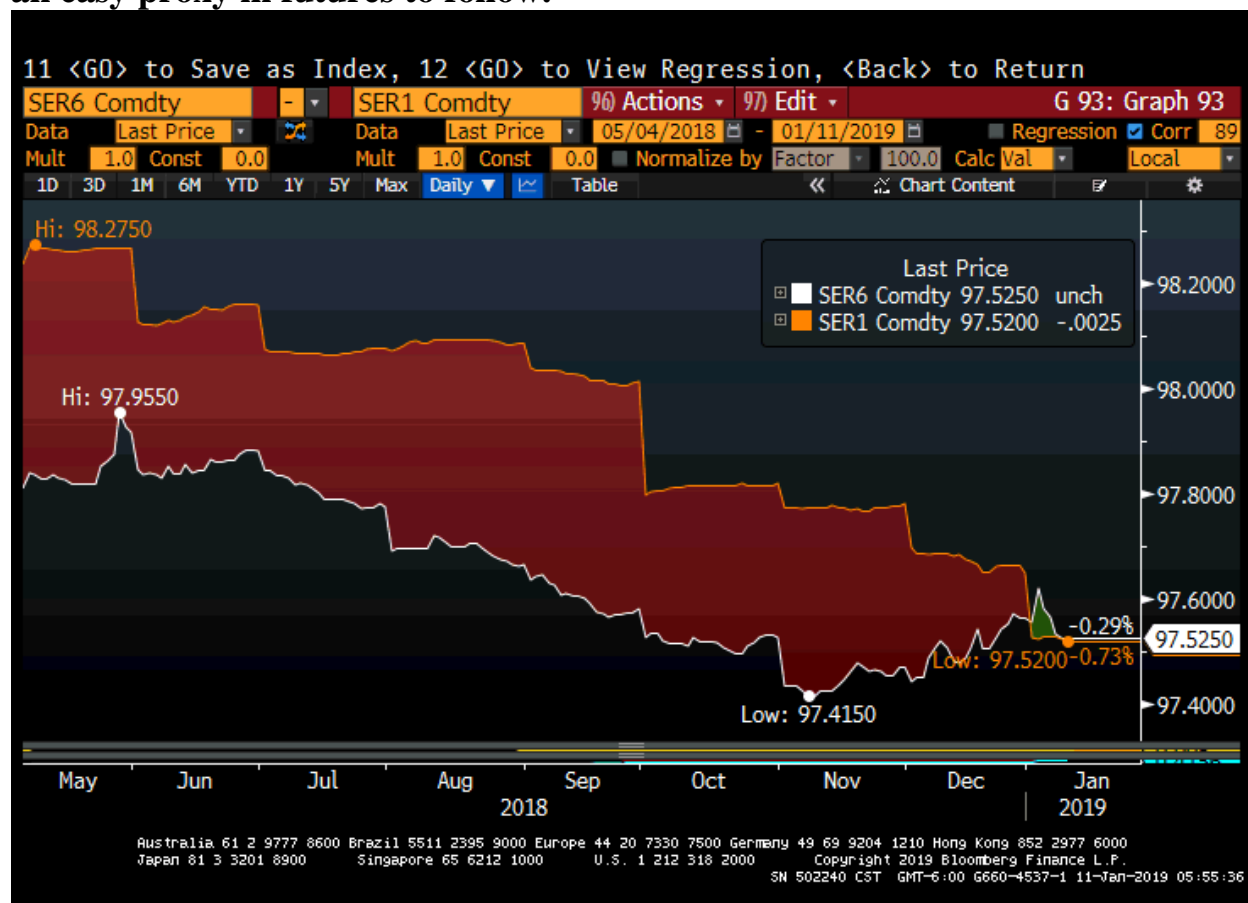 an easy proxy in futures to follow.
11 <GO> to Save as Index, 12 <GO> to View Regression, <Back> to Return
SER6 Comdty - SER1 Comdty 96) Actions 97) Edit G 93: Graph 93
Data Last Price Data Last Price 05/04/2018 - 01/11/2019 Regression Corr 89
Mult 1.0 Const 0.0 Mult 1.0 Const 0.0 Normalize by Factor 100.0 Calc Val Local
1D 3D 1M 6M YTD 1Y 5Y Max Daily ▼ Table « Chart Content
Hi: 98.2750
Last Price
SER6 Comdty 97.5250 unch
SER1 Comdty 97.5200 -.0025
98.2000
98.0000
Hi: 97.9550
97.8000
97.6000
-0.29%
97.5250
Low: 97.5200 -0.73%
97.4000
Low: 97.4150
May Jun Jul Aug Sep Oct Nov Dec Jan
2018 2019
Australia 61 2 9777 8600 Brazil 5511 2395 9000 Europe 44 20 7330 7500 Germany 49 69 9204 1210 Hong Kong 852 2977 6000
Japan 81 3 3201 8900 Singapore 65 6212 1000 U.S. 1 212 318 2000 Copyright 2019 Bloomberg Finance L.P.
SN 502240 CST GMT-6:00 G660-4537-1 11-Jan-2019 05:55:36